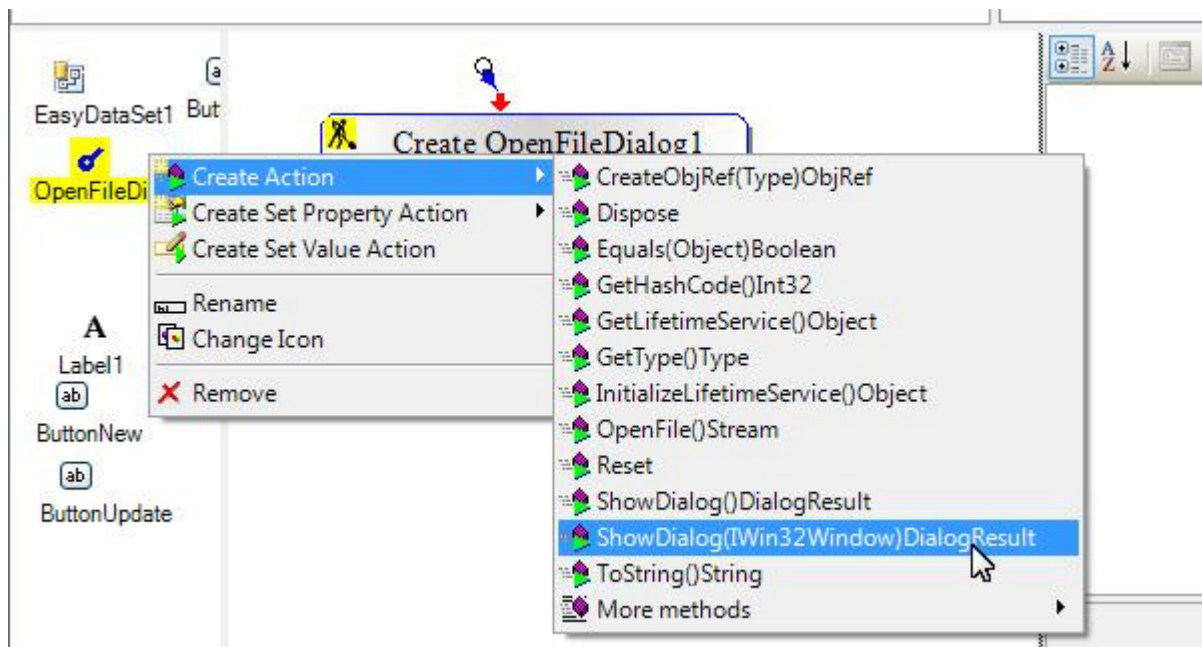 EasyDataSet1
But
Create OpenFileDialog1
OpenFileDi
Create Action
Create Set Property Action
Create Set Value Action
Rename
Change Icon
Remove
CreateObjRef(Type)ObjRef
Dispose
Equals(Object)Boolean
GetHashCode()Int32
GetLifetimeService()Object
GetType()Type
InitializeLifetimeService()Object
OpenFile()Stream
Reset
ShowDialog()DialogResult
ShowDialog(IWin32Window)DialogResult
ToString()String
More methods
A
Label1
ab
ButtonNew
ab
ButtonUpdate
A
Z